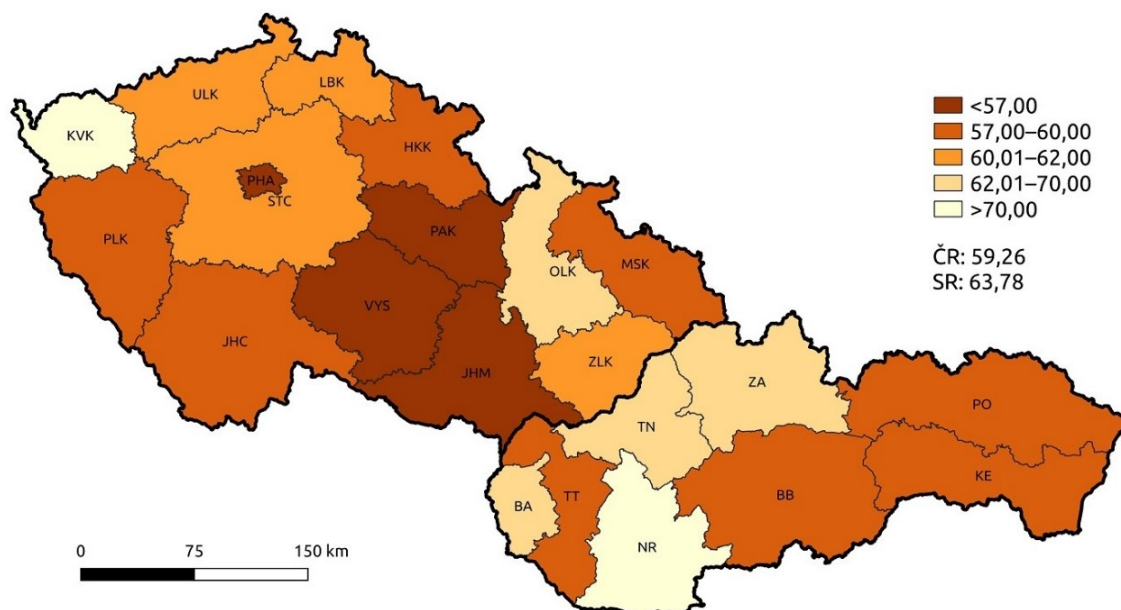 LBK
ULK
KVK
HKK
PHA
STC
PAK
PLK
OLK
MSK
VYS
JHC
ZLK
JHM
ZA
PO
TN
KE
BB
TT
BA
NR
<57,00
57,00–60,00
60,01–62,00
62,01–70,00
>70,00
ČR: 59,26
SR: 63,78
0 75 150 km